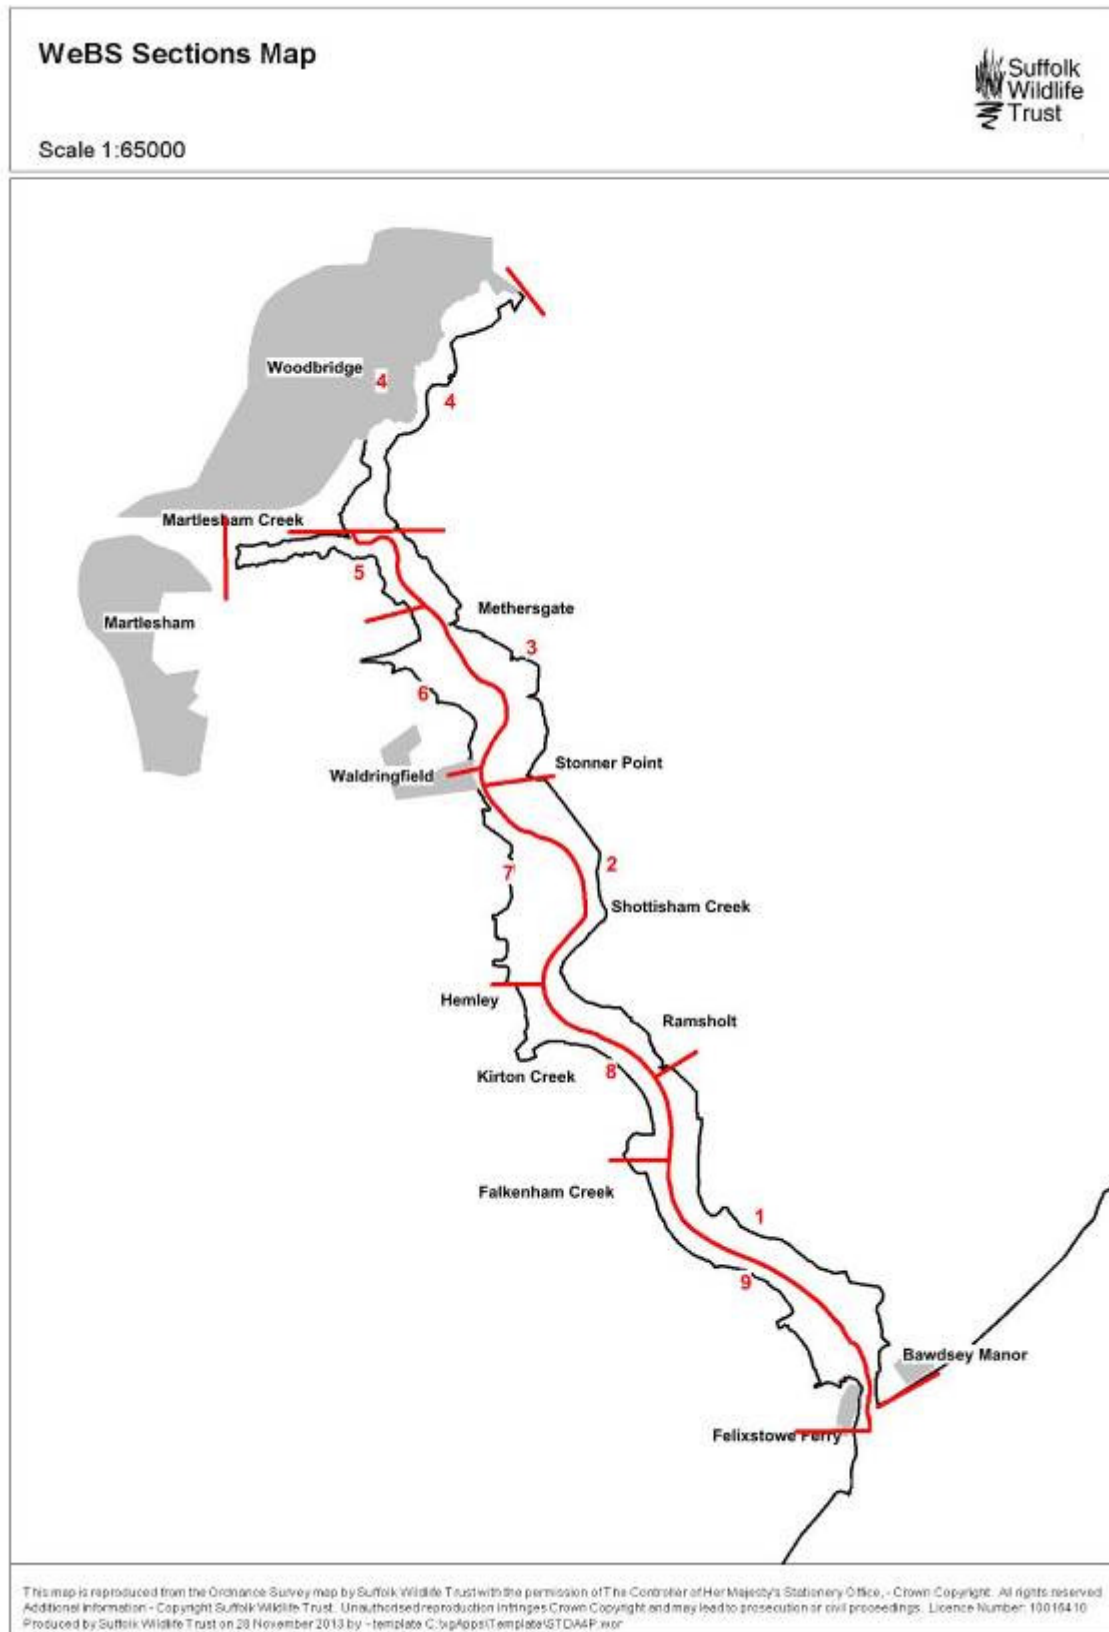 WeBS Sections Map
Suffolk
Wildlife
Trust
Scale 1:65000
Woodbridge
4
4
Martlesham Creek
5
Methersgate
Martlesham
3
6
Stonner Point
Waldringfield
2
7
Shottisham Creek
Hemley
Ramsholt
8
Kirton Creek
Falkenham Creek
1
9
Bawdsey Manor
Felixstowe Ferry
This map is reproduced from the Ordnance Survey map by Suffolk Wildlife Trust with the permission of The Controller of Her Majesty's Stationery Office, - Crown Copyright. All rights reserved
Additional Information - Copyright Suffolk Wildlife Trust. Unauthorised reproduction infringes Crown Copyright and may lead to prosecution or civil proceedings. Licence Number: 10016410
Produced by Suffolk Wildlife Trust on 28 November 2013 by - template